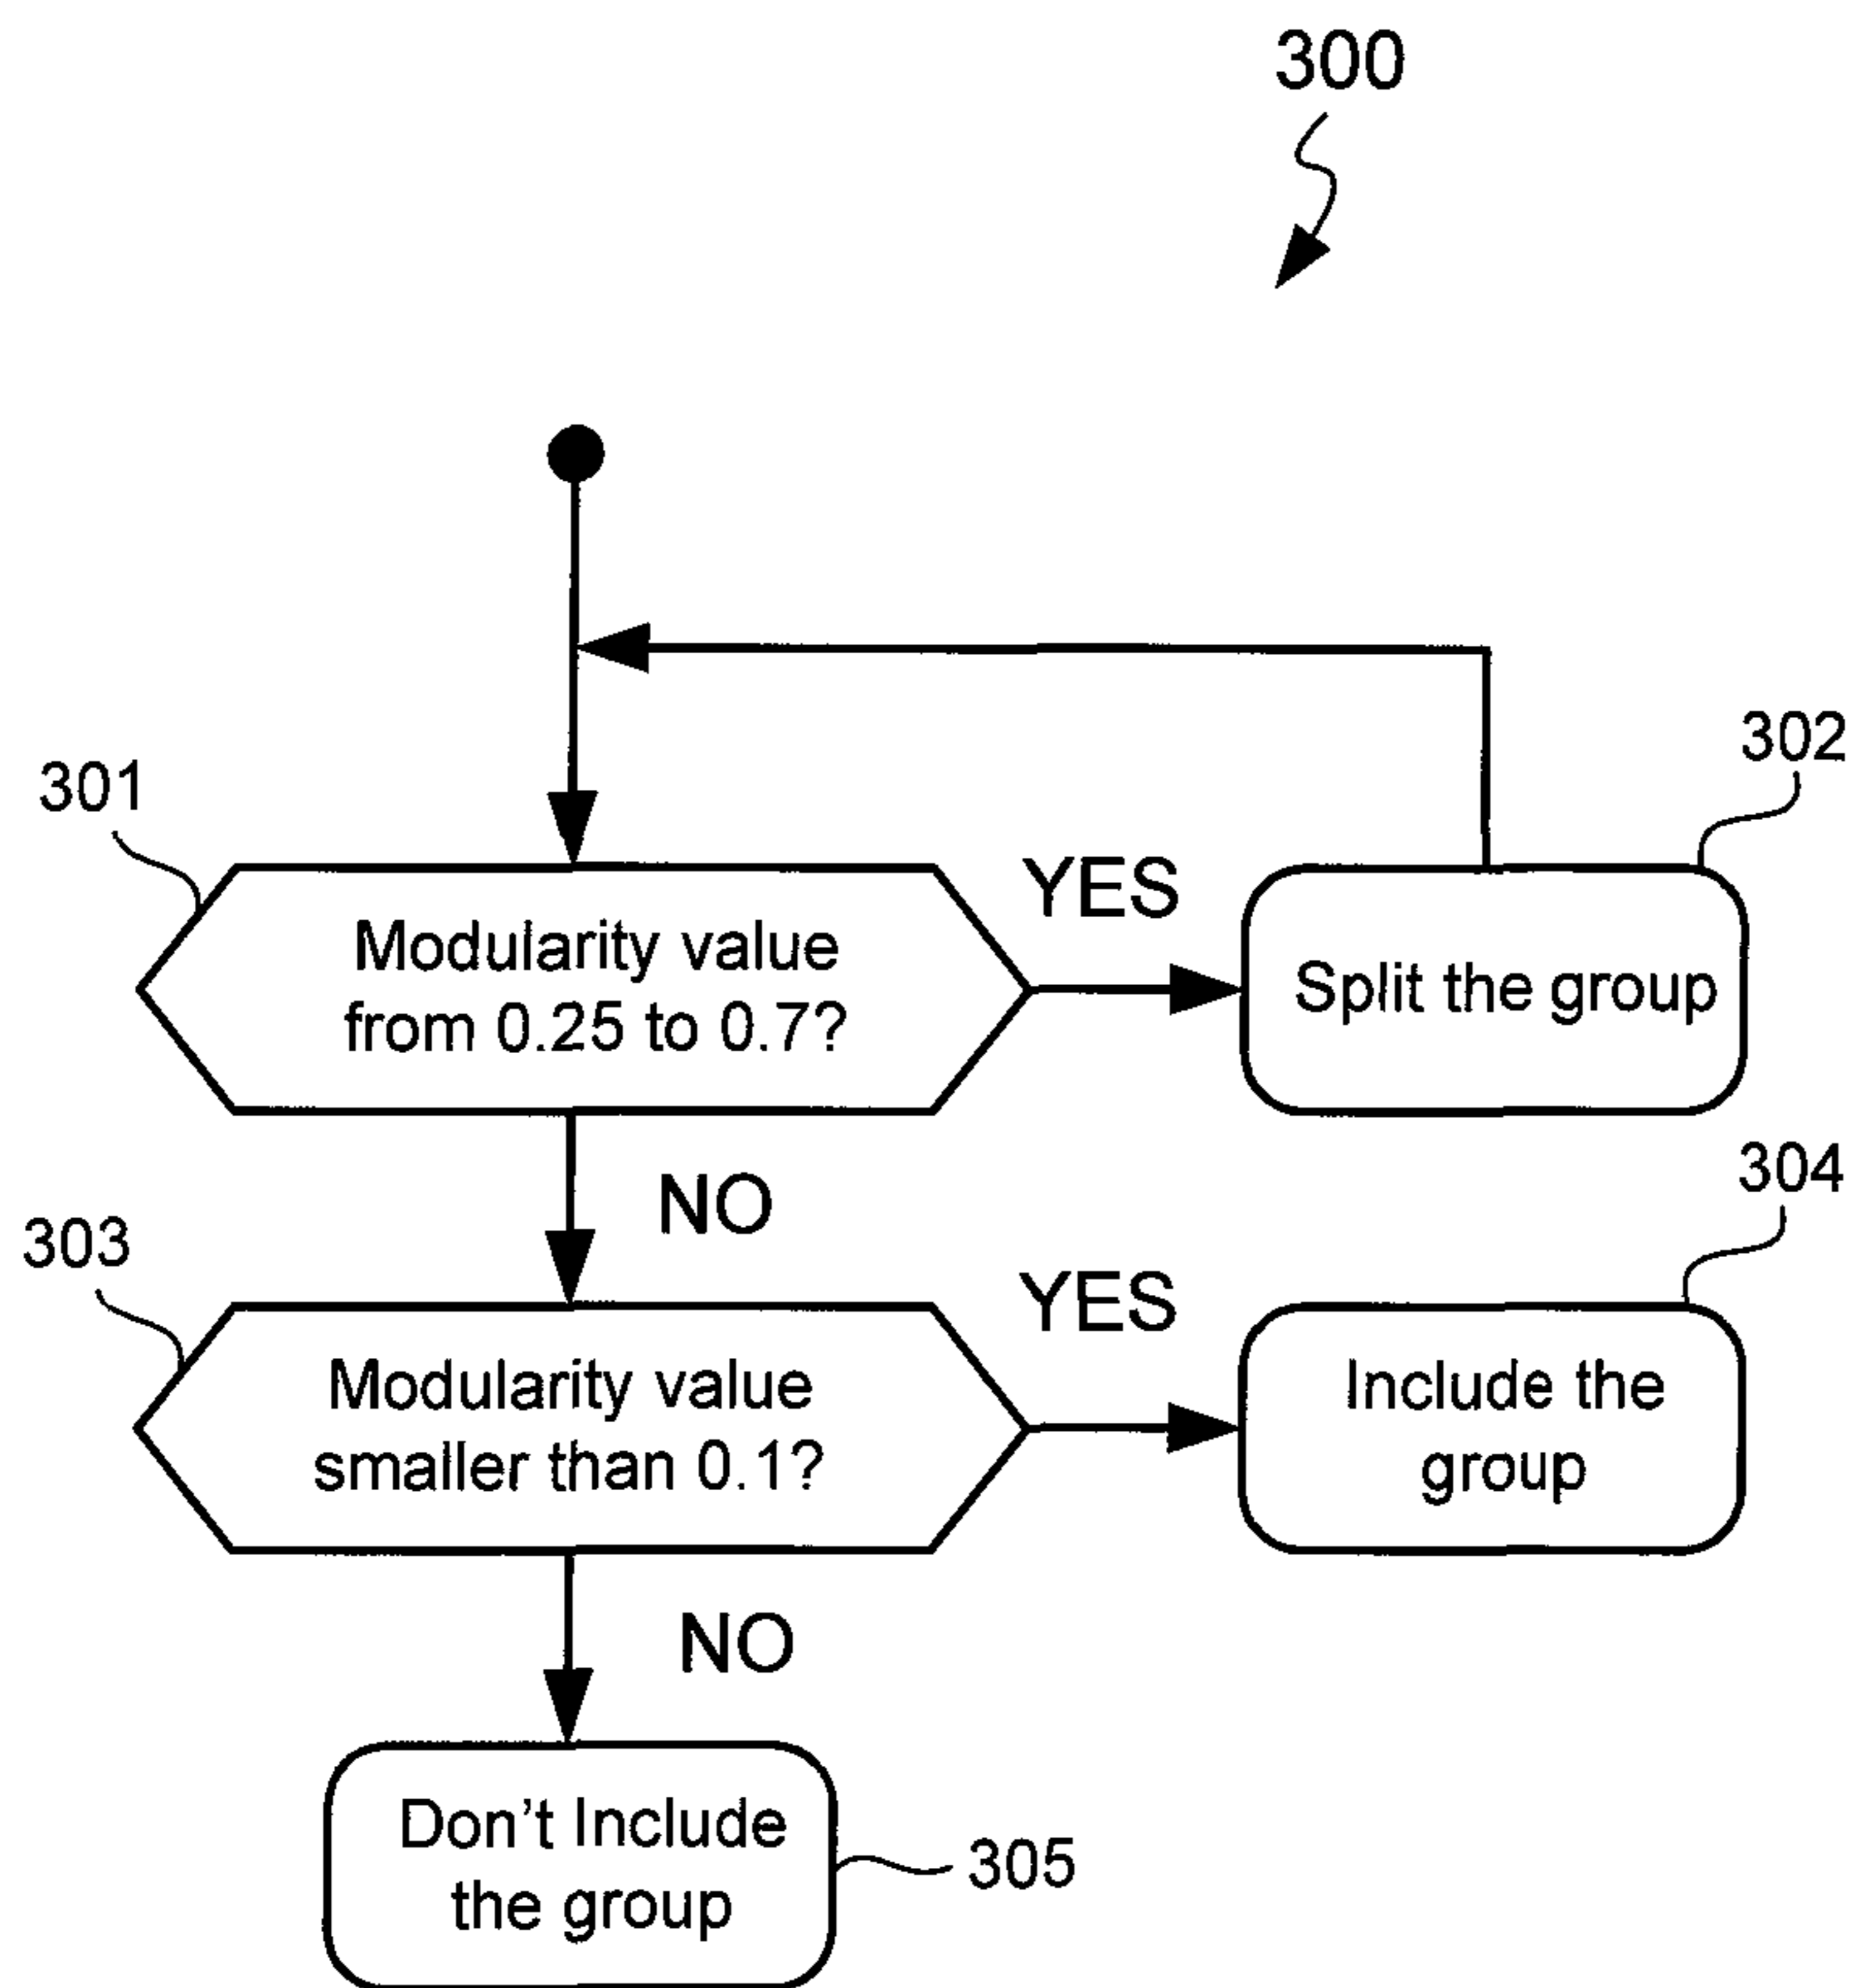 300
302
301
YES
Modularity value
from 0.25 to 0.7?
Split the group
NO
304
303
YES
Modularity value
smaller than 0.1?
Include the
group
NO
Don't Include
the group
305